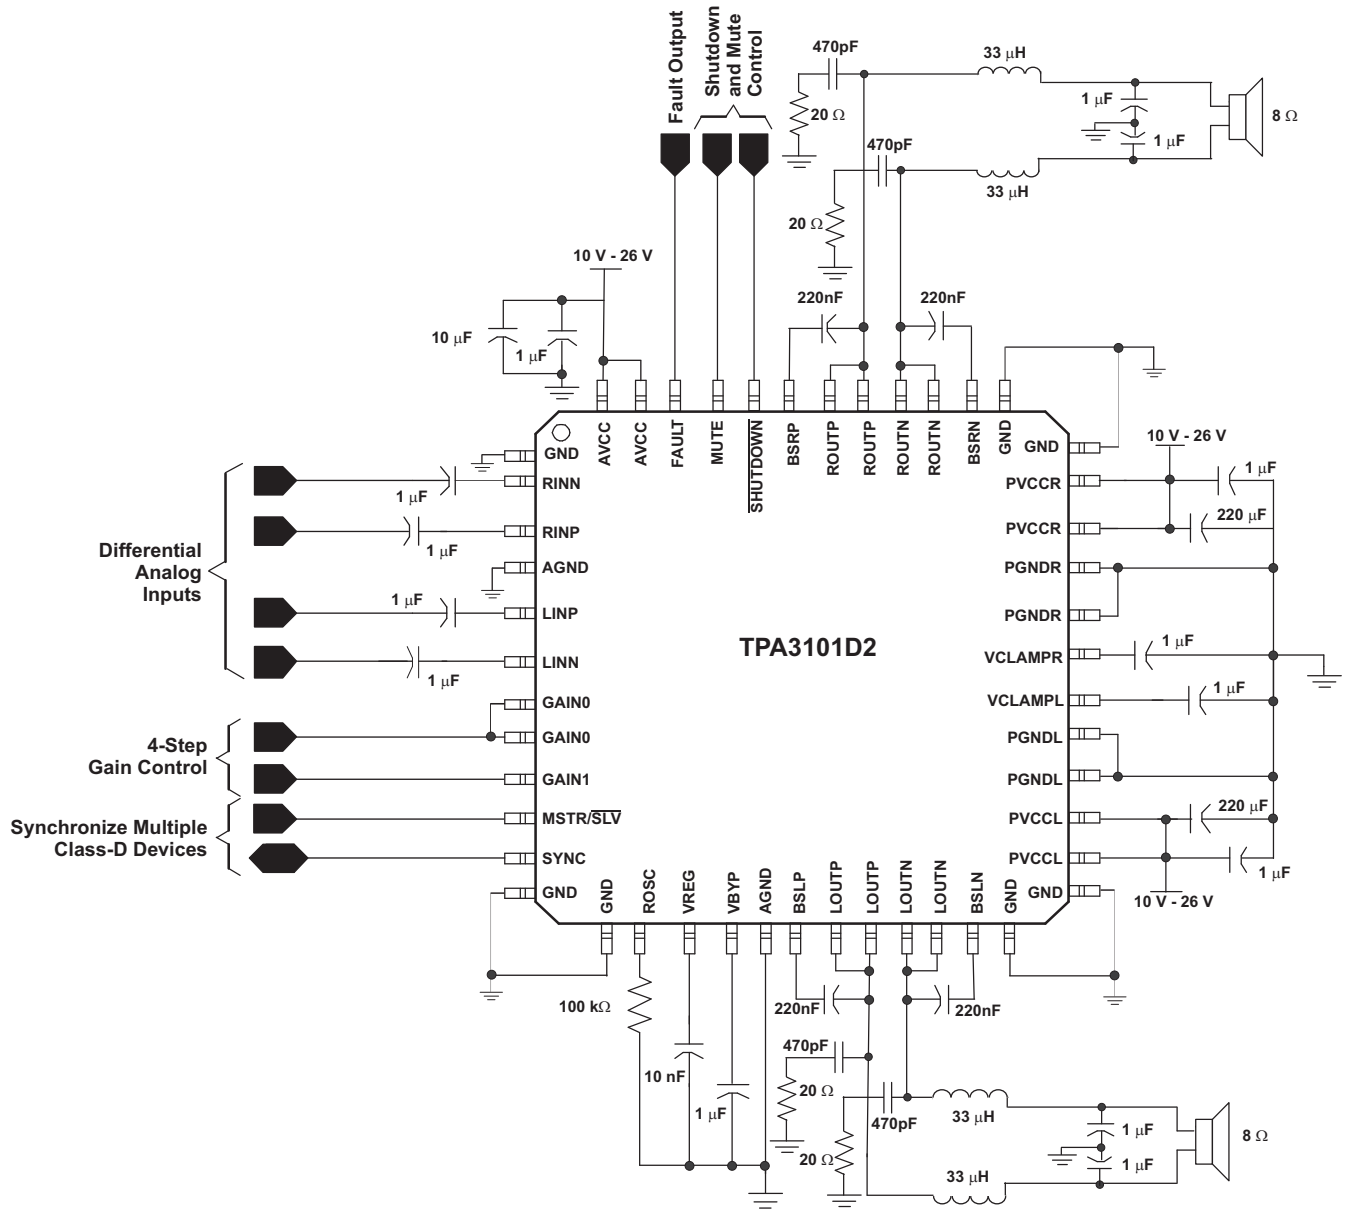 Fault Output
Shutdown
and Mute
Control
470pF
33 μH
20 Ω
1 μF
1 μF
8 Ω
470pF
33 μH
20 Ω
10 V - 26 V
220nF
220nF
10 μF
1 μF
AVCC
AVCC
FAULT
MUTE
SHUTDOWN
BSRP
ROUTP
ROUTP
ROUTN
ROUTN
BSRN
GND
GND
RINN
RINP
AGND
LINP
LINN
GAIN0
GAIN0
GAIN1
MSTR/SLV
SYNC
GND
1 μF
1 μF
1 μF
1 μF
Differential
Analog
Inputs
4-Step
Gain Control
Synchronize Multiple
Class-D Devices
TPA3101D2
GND
PVCCR
PVCCR
PGNDR
PGNDR
VCLAMPR
VCLAMPL
PGNDL
PGNDL
PVCCL
PVCCL
GND
10 V - 26 V
1 μF
220 μF
1 μF
1 μF
220 μF
1 μF
10 V - 26 V
GND
ROSC
VREG
VBYP
AGND
BSLP
LOUTP
LOUTP
LOUTN
LOUTN
BSLN
GND
100 kΩ
10 nF
1 μF
220nF
220nF
470pF
20 Ω
470pF
20 Ω
33 μH
1 μF
1 μF
8 Ω
33 μH